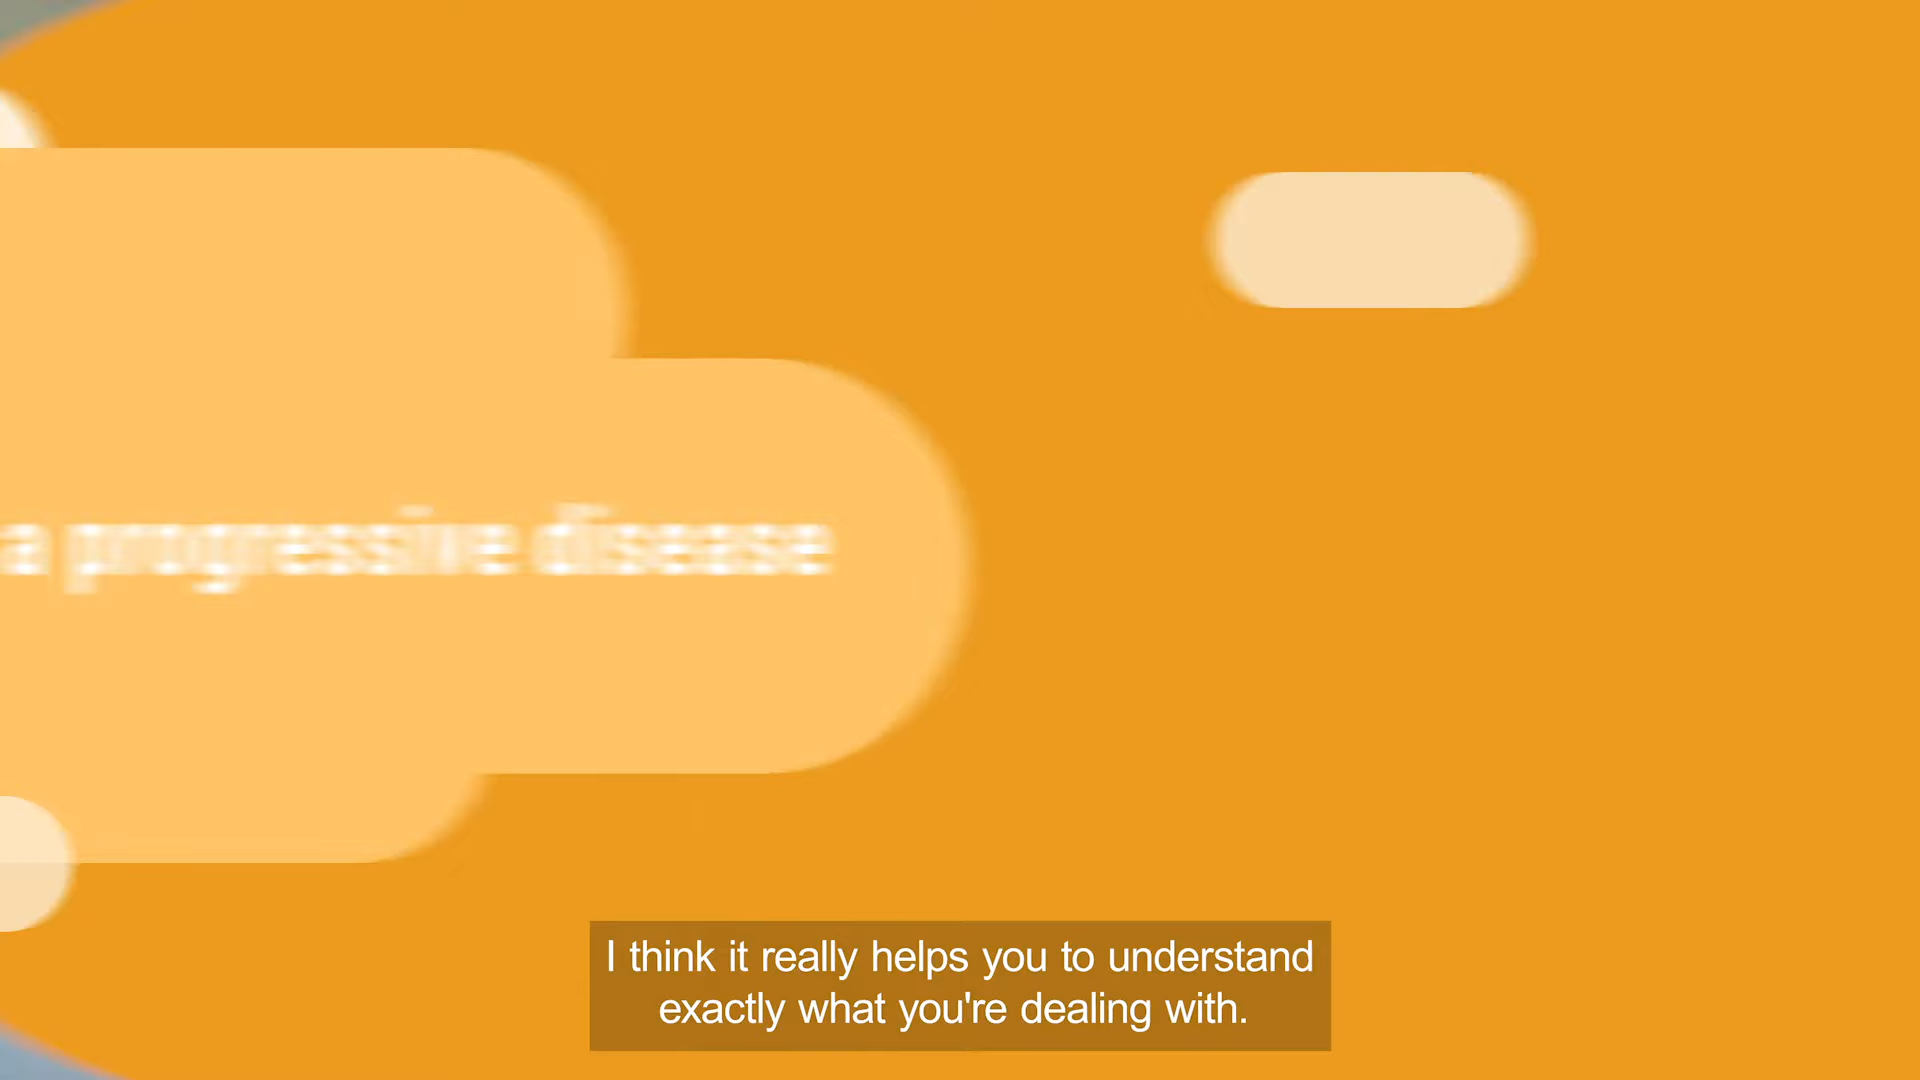 a progressive disease
I think it really helps you to understand
exactly what you're dealing with.